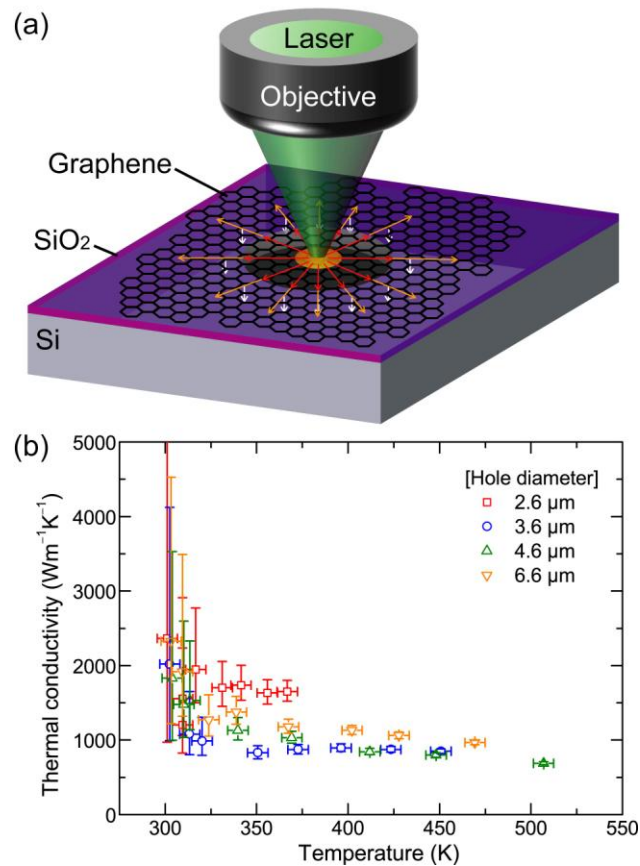 (a)
Laser
Objective
Graphene
SiO2
Si
(b)
5000
4000
3000
2000
1000
0
Thermal conductivity (Wm⁻¹K⁻¹)
[Hole diameter]
2.6 µm
3.6 µm
4.6 µm
6.6 µm
300 350 400 450 500 550
Temperature (K)